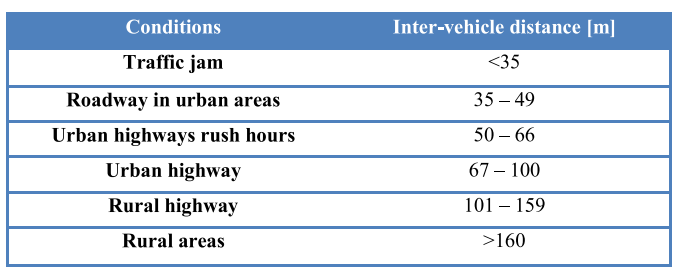 Conditions Inter-vehicle distance [m]
Traffic jam <35
Roadway in urban areas 35 – 49
Urban highways rush hours 50 – 66
Urban highway 67 – 100
Rural highway 101 – 159
Rural areas >160